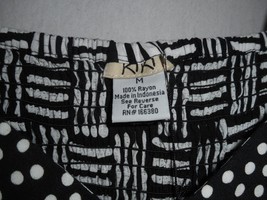 M
100% Rayon
Made in Indonesia
See Reverse
For Care
RN# 166380